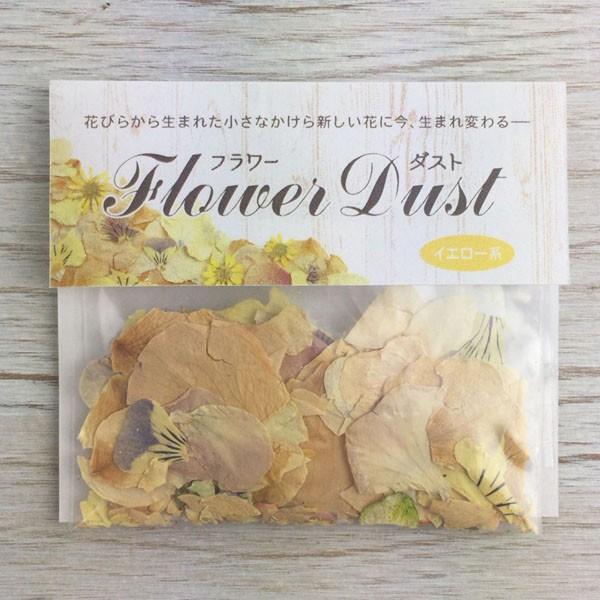 花びらから生まれた小さなかけら新しい花に今、生まれ変わる—
フラワー ダスト
Flower Dust
イエロー系